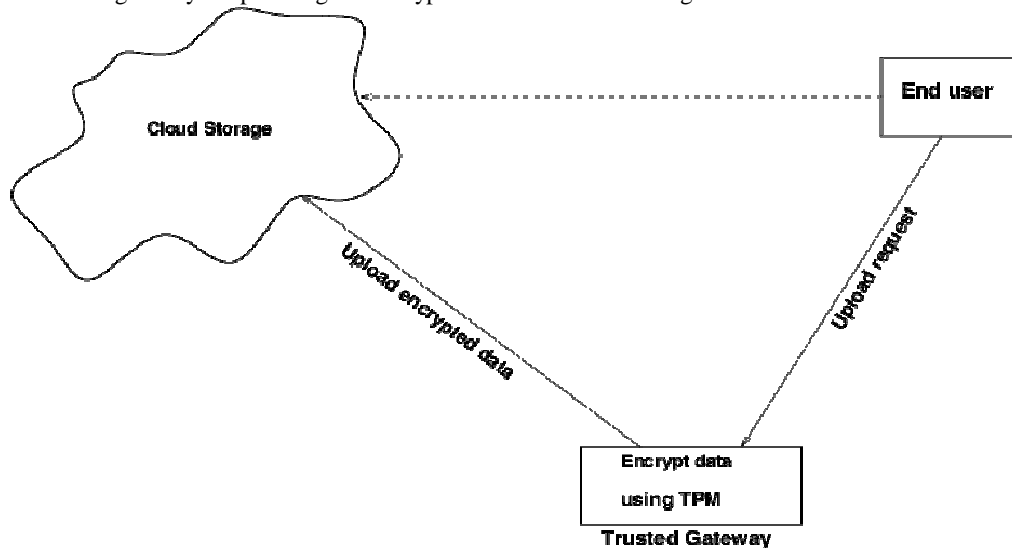 Cloud Storage
End user
Upload request
Upload encrypted data
Encrypt data
using TPM
Trusted Gateway